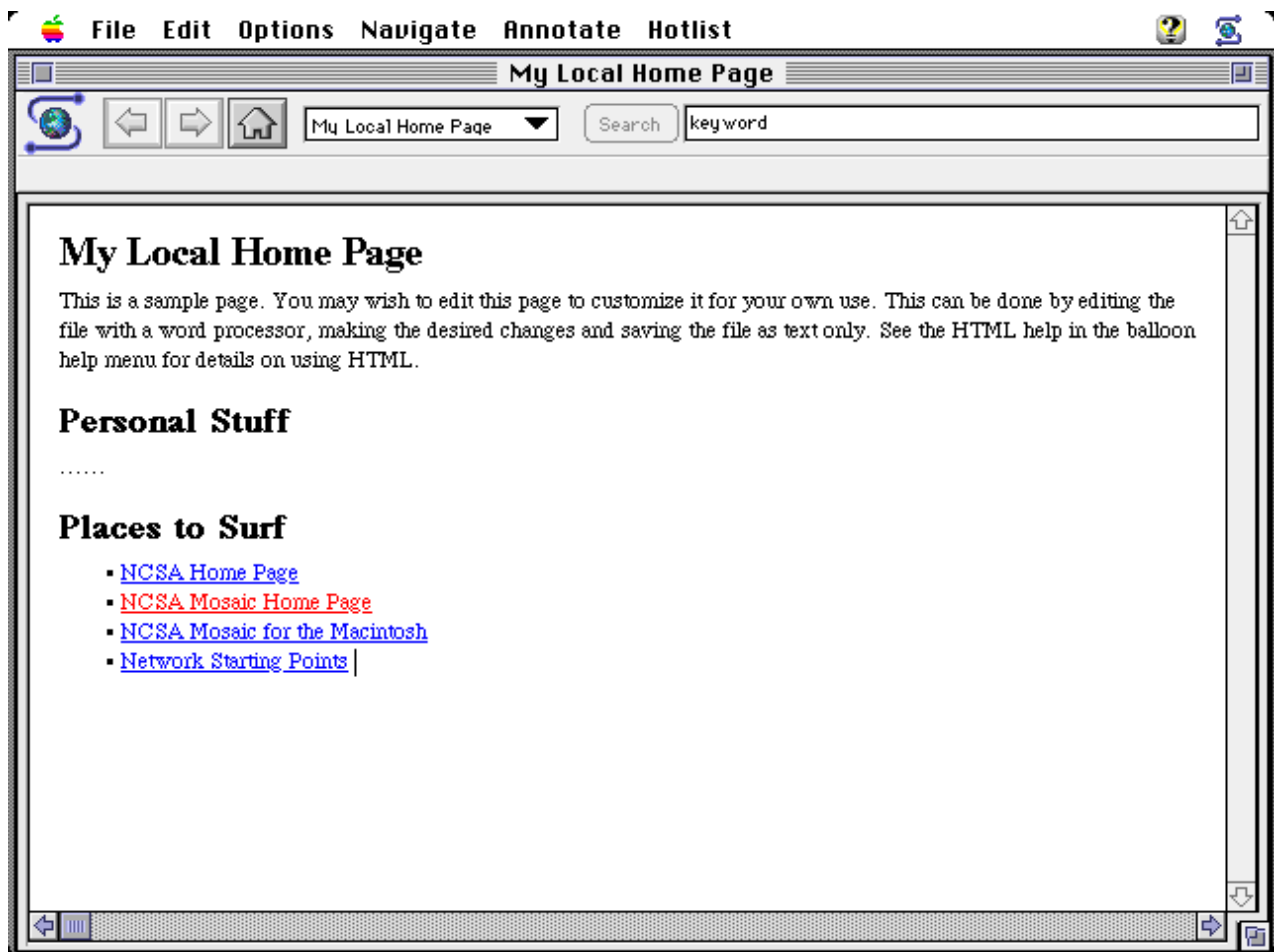 File Edit Options Navigate Annotate Hotlist
My Local Home Page
My Local Home Page Search keyword
My Local Home Page
This is a sample page. You may wish to edit this page to customize it for your own use. This can be done by editing the
file with a word processor, making the desired changes and saving the file as text only. See the HTML help in the balloon
help menu for details on using HTML.
Personal Stuff
......
Places to Surf
▪ NCSA Home Page
▪ NCSA Mosaic Home Page
▪ NCSA Mosaic for the Macintosh
▪ Network Starting Points